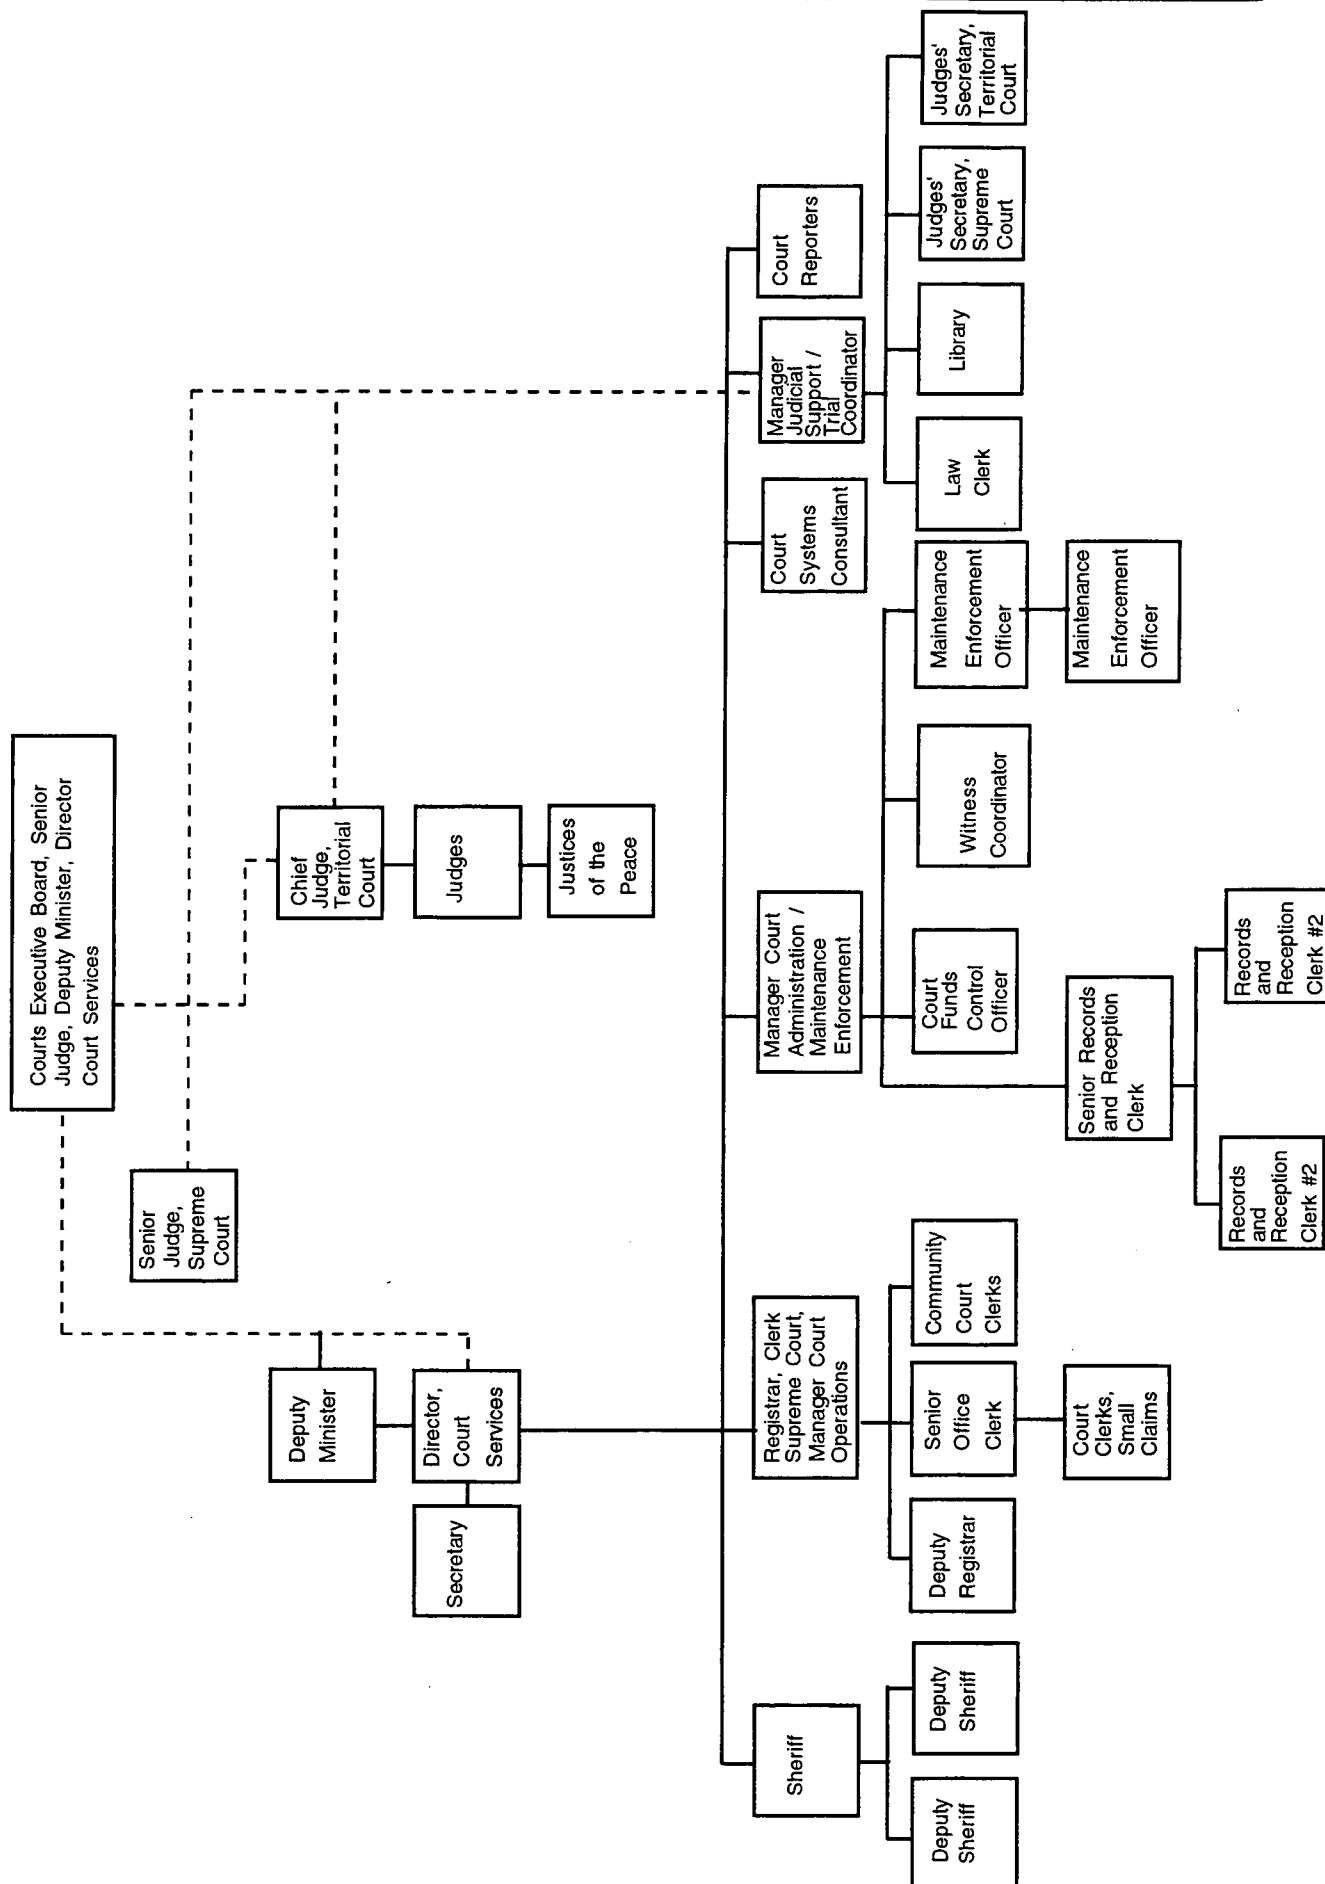 Courts Executive Board, Senior
Judge, Deputy Minister, Director
Court Services
Senior
Judge,
Supreme
Court
Deputy
Minister
Chief
Judge,
Territorial
Court
Secretary
Director,
Court
Services
Judges
Justices
of the
Peace
Sheriff
Registrar, Clerk
Supreme Court,
Manager Court
Operations
Manager Court
Administration /
Maintenance
Enforcement
Court
Systems
Consultant
Manager
Judicial
Support /
Trial
Coordinator
Court
Reporters
Deputy
Sheriff
Deputy
Sheriff
Deputy
Registrar
Senior
Office
Clerk
Community
Court
Clerks
Court
Funds
Control
Officer
Witness
Coordinator
Maintenance
Enforcement
Officer
Law
Clerk
Library
Judges'
Secretary,
Supreme
Court
Judges'
Secretary,
Territorial
Court
Court
Clerks,
Small
Claims
Senior Records
and Reception
Clerk
Maintenance
Enforcement
Officer
Records
and
Reception
Clerk #2
Records
and
Reception
Clerk #2